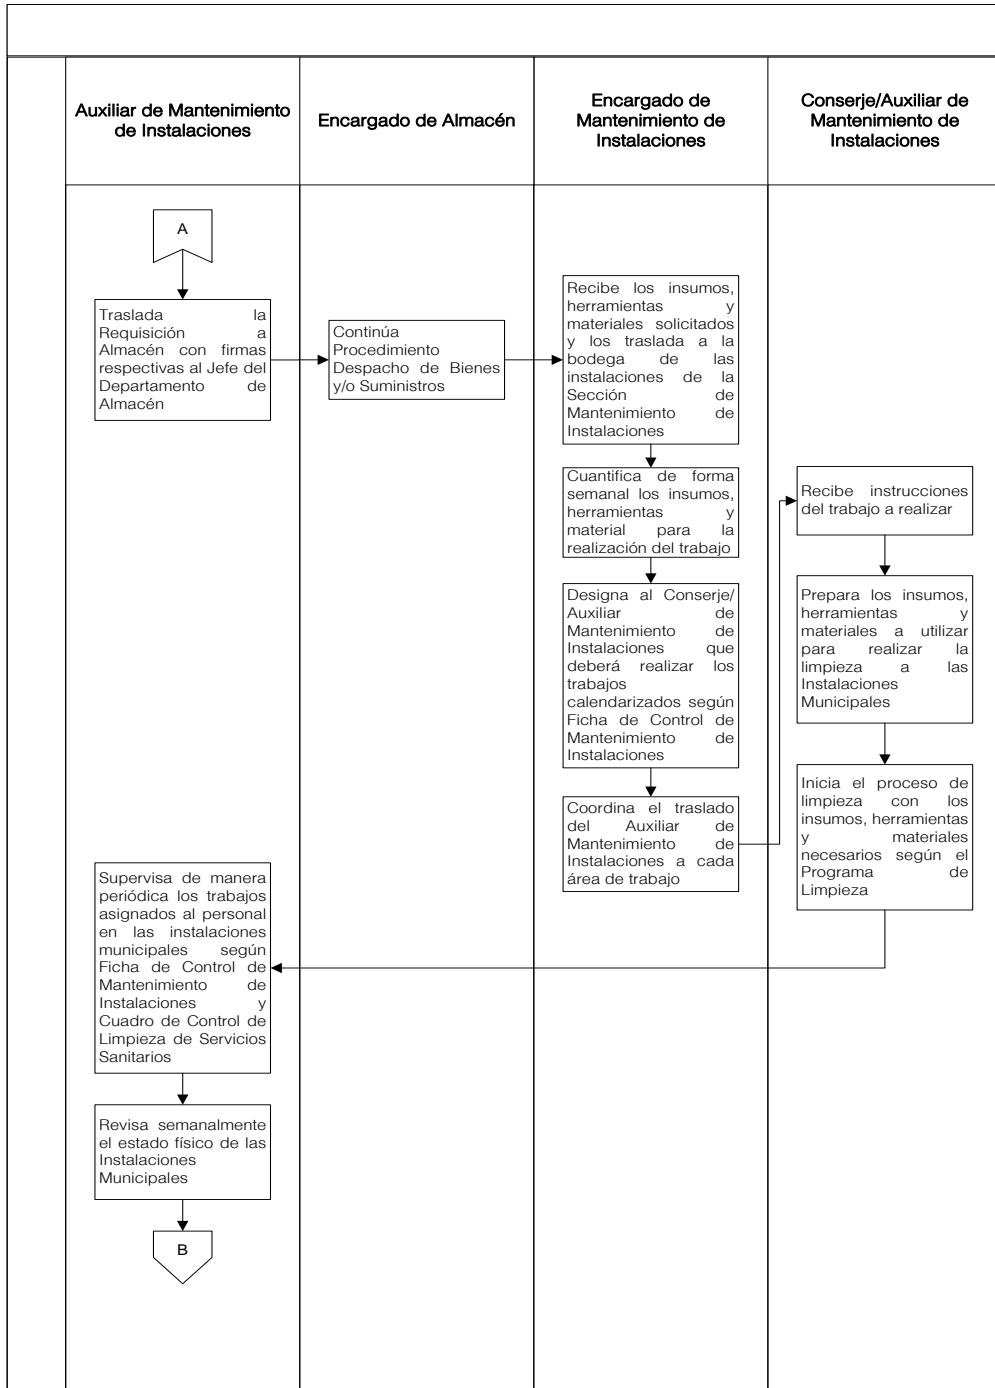 Auxiliar de Mantenimiento
de Instalaciones
Encargado de Almacén
Encargado de
Mantenimiento de
Instalaciones
Conserje/Auxiliar de
Mantenimiento de
Instalaciones
A
Traslada la
Requisición a
Almacén con firmas
respectivas al Jefe del
Departamento de
Almacén
Continúa
Procedimiento
Despacho de Bienes
y/o Suministros
Recibe los insumos,
herramientas y
materiales solicitados
y los traslada a la
bodega de las
instalaciones de la
Sección de
Mantenimiento de
Instalaciones
Cuantifica de forma
semanal los insumos,
herramientas y
material para la
realización del trabajo
Designa al Conserje/
Auxiliar de
Mantenimiento de
Instalaciones que
deberá realizar los
trabajos
calendarizados según
Ficha de Control de
Mantenimiento de
Instalaciones
Coordina el traslado
del Auxiliar de
Mantenimiento de
Instalaciones a cada
área de trabajo
Recibe instrucciones
del trabajo a realizar
Prepara los insumos,
herramientas y
materiales a utilizar
para realizar la
limpieza a las
Instalaciones
Municipales
Inicia el proceso de
limpieza con los
insumos, herramientas
y materiales
necesarios según el
Programa de
Limpieza
Supervisa de manera
periódica los trabajos
asignados al personal
en las instalaciones
municipales según
Ficha de Control de
Mantenimiento de
Instalaciones y
Cuadro de Control de
Limpieza de Servicios
Sanitarios
Revisa semanalmente
el estado físico de las
Instalaciones
Municipales
B